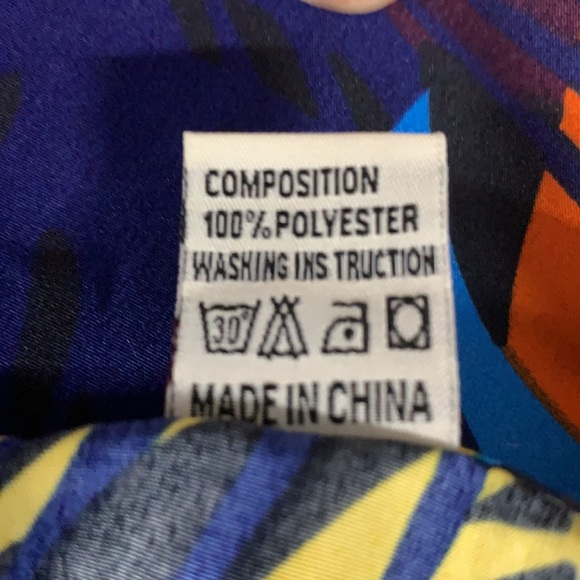 COMPOSITION
100% POLYESTER
WASHING INS TRUCTION
30°
MADE IN CHINA